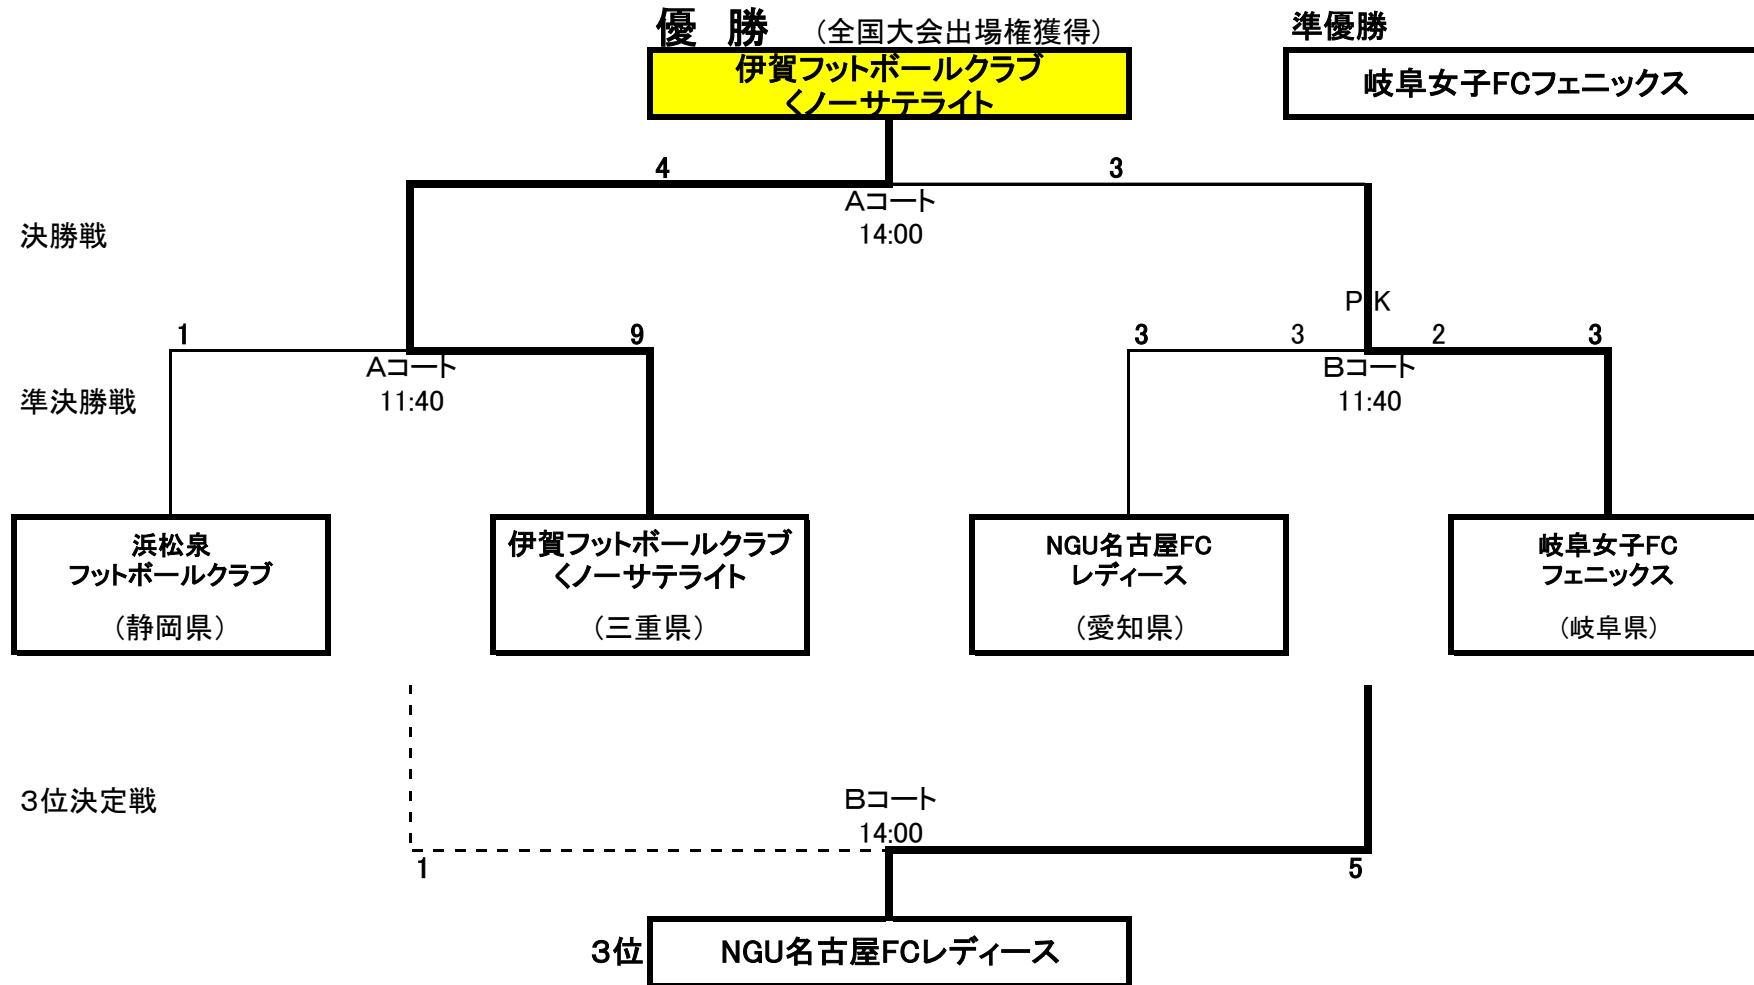 優　勝　（全国大会出場権獲得）
準優勝
伊賀フットボールクラブ
くノーサテライト
岐阜女子FCフェニックス
4
3
Aコート
14:00
決勝戦
PK
1
9
3
3
2
3
Aコート
11:40
Bコート
11:40
準決勝戦
浜松泉
フットボールクラブ
（静岡県）
伊賀フットボールクラブ
くノーサテライト
（三重県）
NGU名古屋FC
レディース
（愛知県）
岐阜女子FC
フェニックス
（岐阜県）
3位決定戦
Bコート
14:00
1
5
3位
NGU名古屋FCレディース